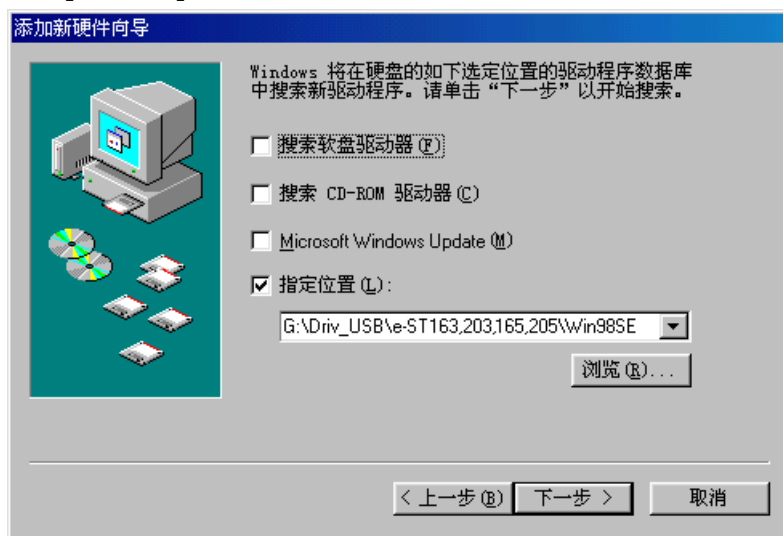 添加新硬件向导
Windows 将在硬盘的如下选定位置的驱动程序数据库
中搜索新驱动程序。请单击“下一步”以开始搜索。
搜索软盘驱动器(F)
搜索 CD-ROM 驱动器(C)
Microsoft Windows Update(M)
指定位置(L):
G:\Driv_USB\e-ST163,203,165,205\Win98SE
浏览(R)...
< 上一步(B) 下一步 > 取消